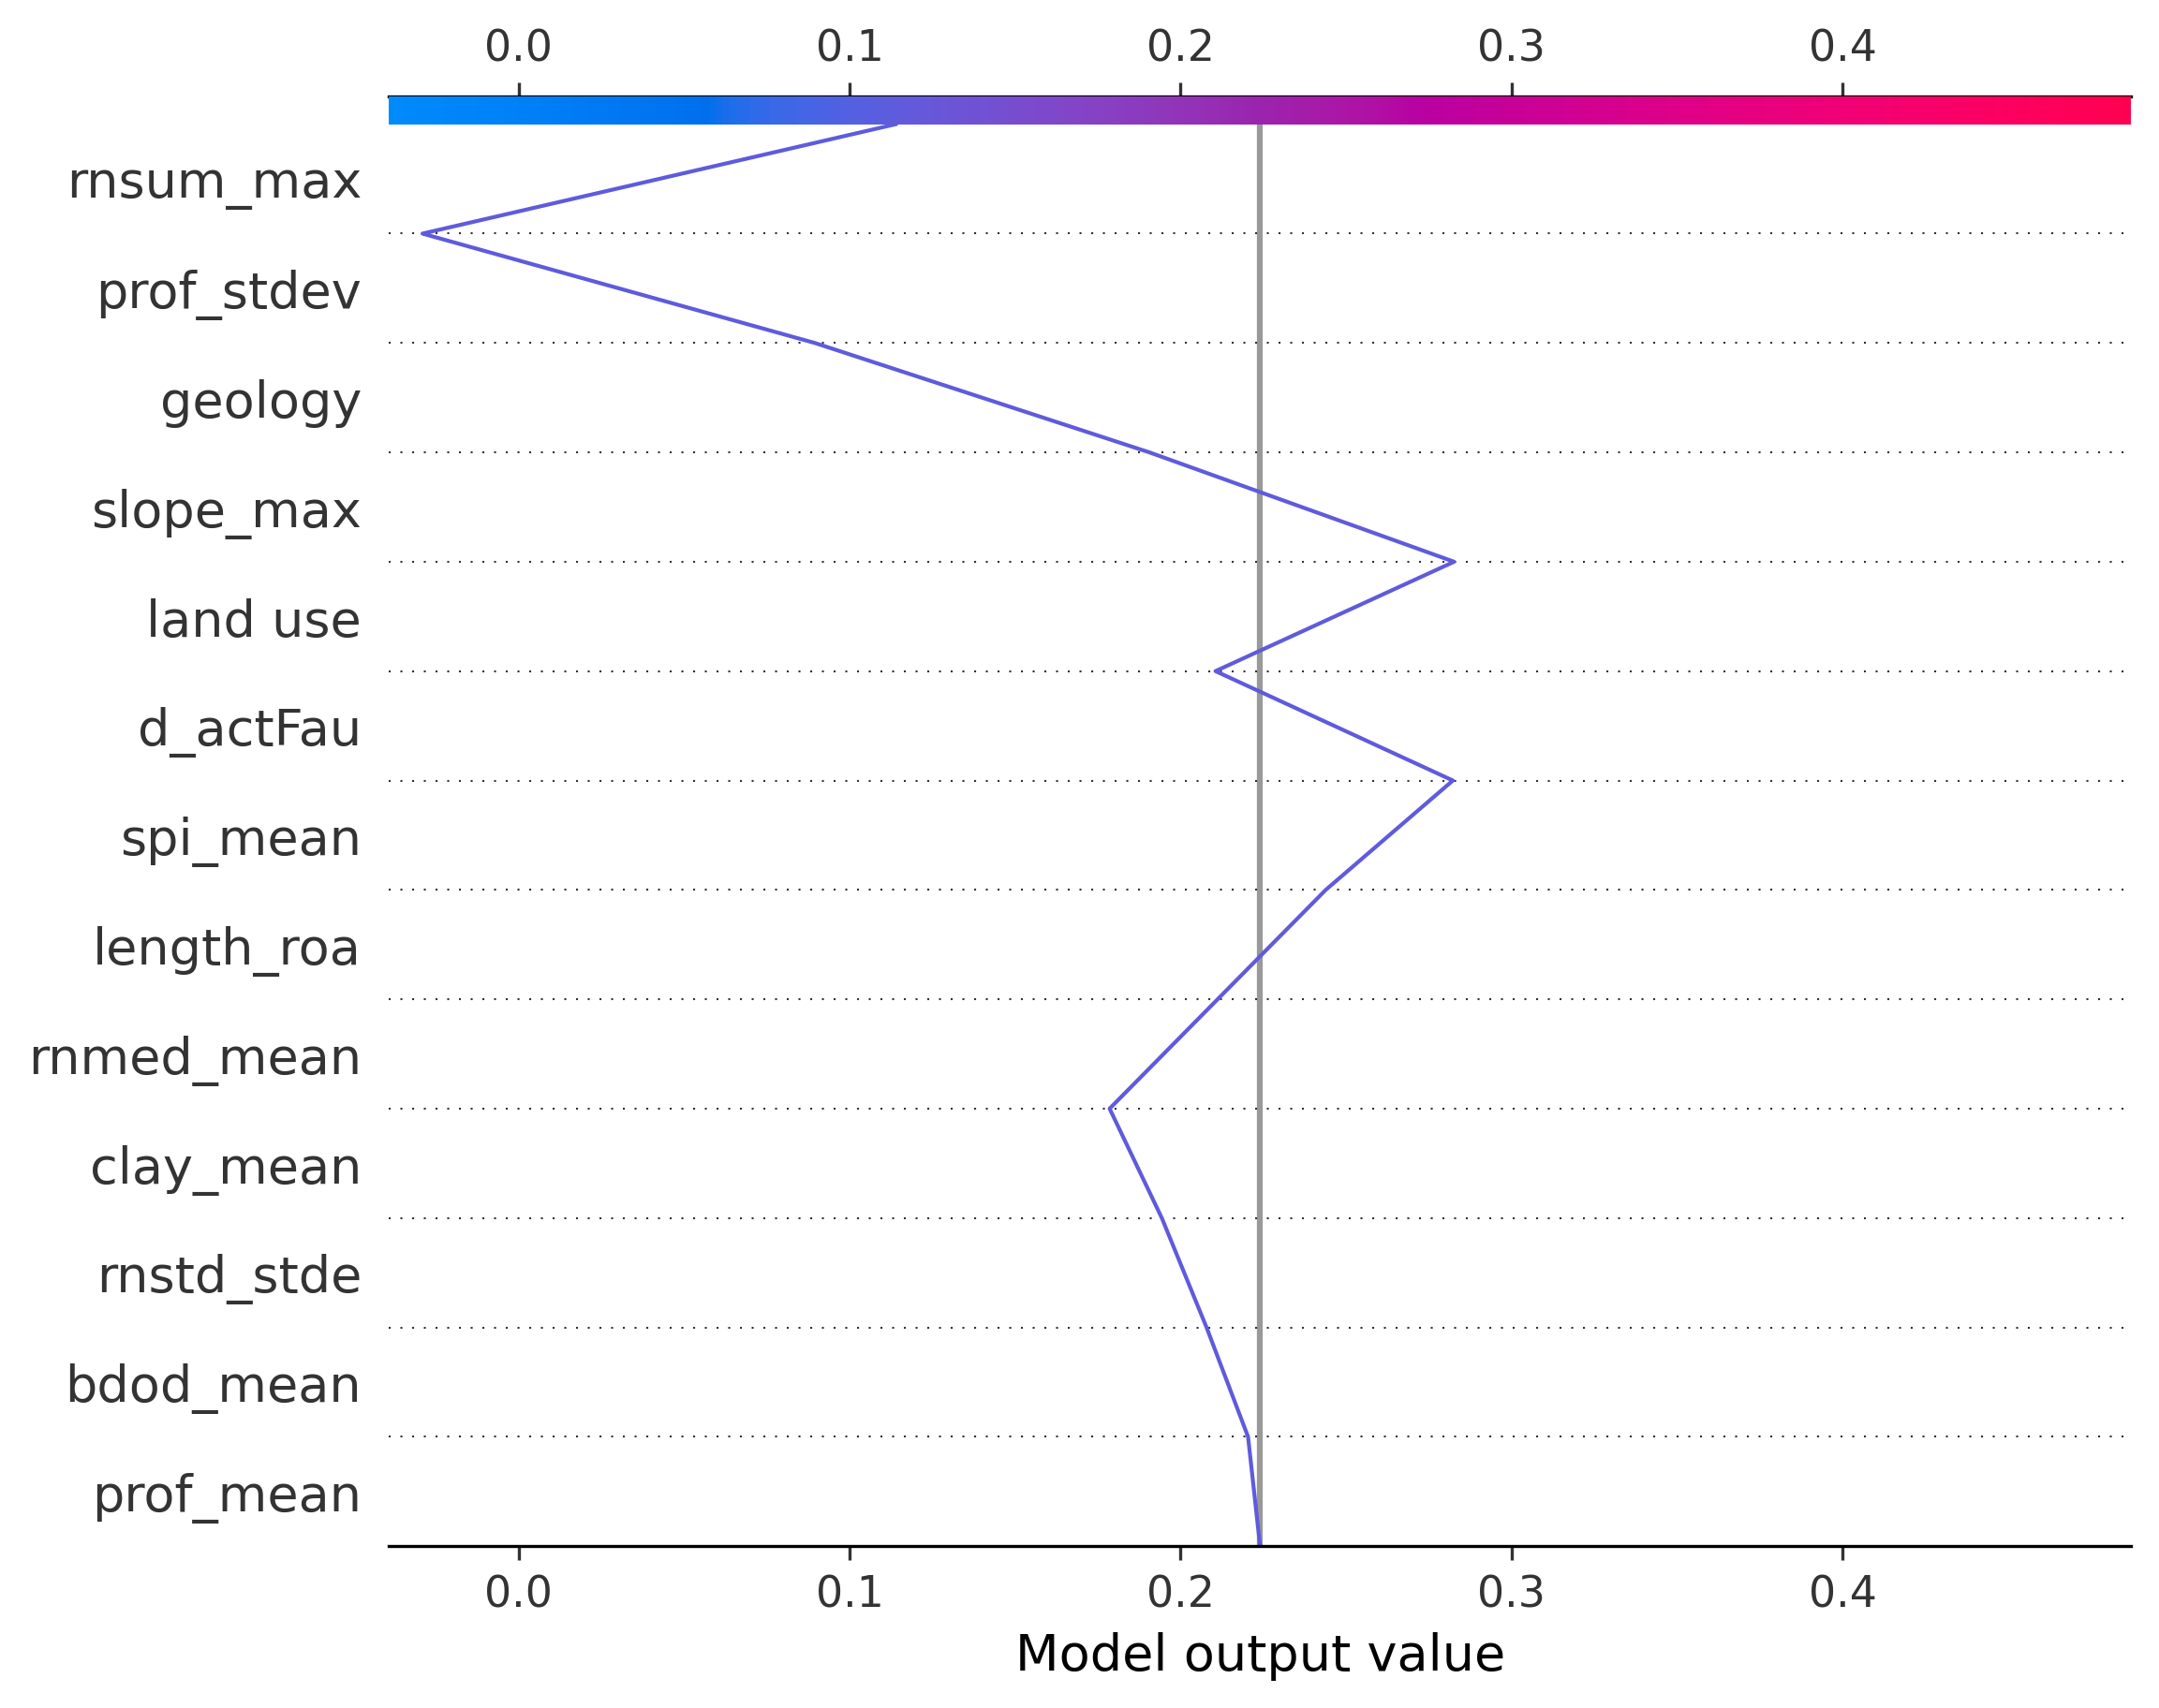 0.0 0.1 0.2 0.3 0.4
rnsum_max
prof_stdev
geology
slope_max
land use
d_actFau
spi_mean
length_roa
rnmed_mean
clay_mean
rnstd_stde
bdod_mean
prof_mean
0.0 0.1 0.2 0.3 0.4
Model output value